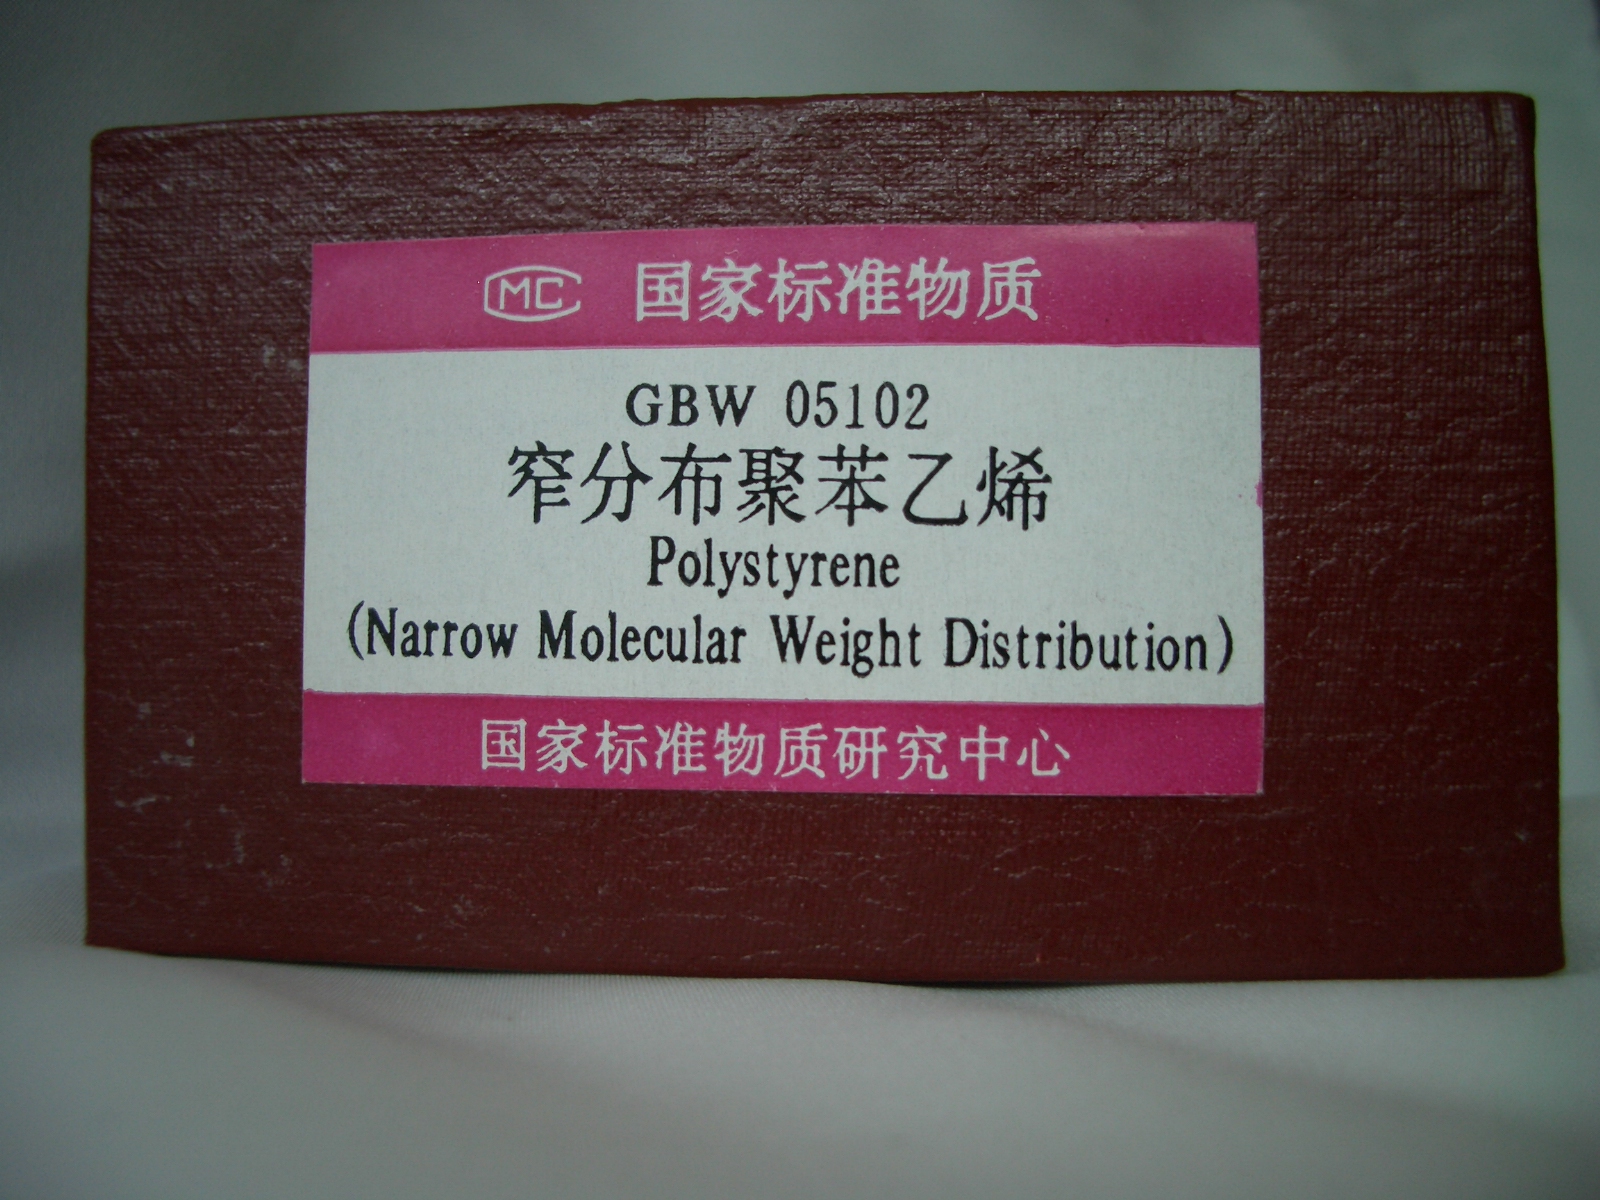 MC 国家标准物质
GBW 05102
窄分布聚苯乙烯
Polystyrene
(Narrow Molecular Weight Distribution)
国家标准物质研究中心